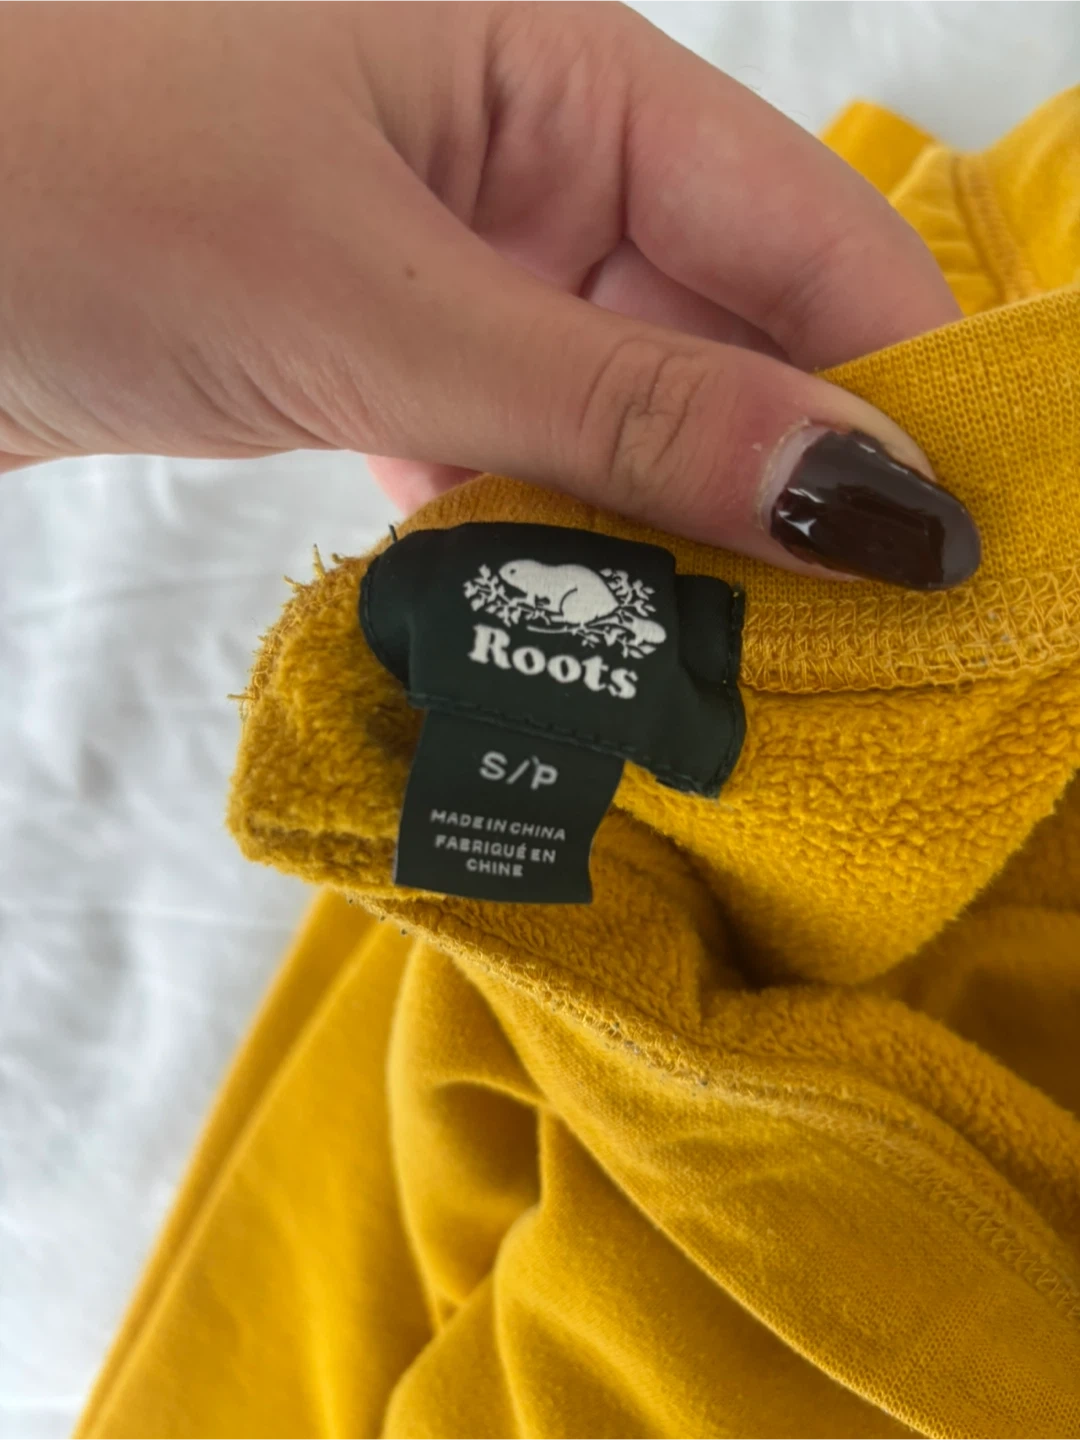 Roots
S/P
MADE IN CHINA
FABRIQUÉ EN
CHINE